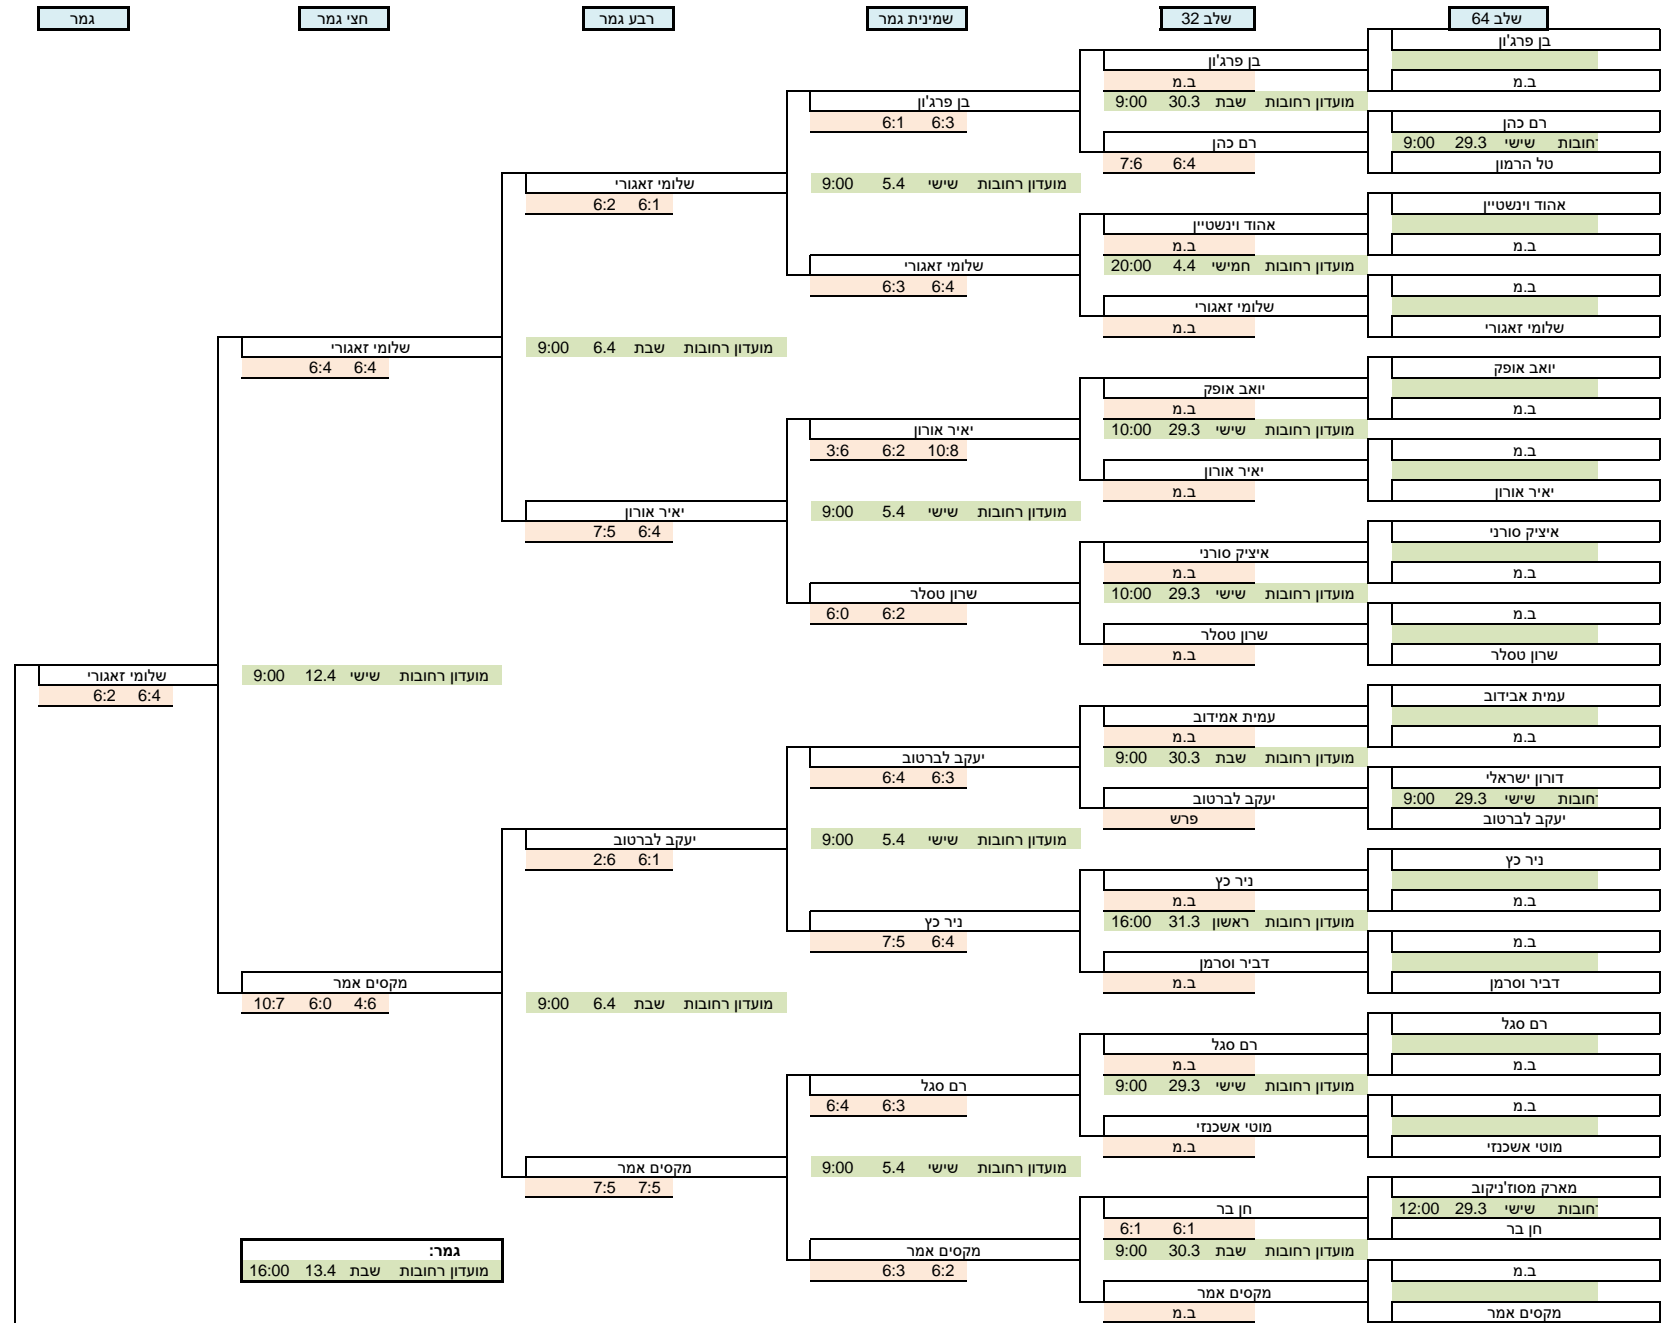 שלב 64
בן פרג'ון
ב.מ
רם כהן
רחובות שישי 29.3 9:00
טל הרמון
אהוד וינשטיין
ב.מ
ב.מ
שלומי זאגורי
יואב אופק
ב.מ
ב.מ
יאיר אורון
איציק סורני
ב.מ
ב.מ
שרון טסלר
עמית אבידוב
ב.מ
דורון ישראלי
רחובות שישי 29.3 9:00
יעקב לברטוב
ניר כץ
ב.מ
ב.מ
דביר וסרמן
רם סגל
ב.מ
ב.מ
מוטי אשכנזי
מארק מסוז'ניקוב
רחובות שישי 29.3 12:00
חן בר
ב.מ
מקסים אמר
שלב 32
בן פרג'ון
ב.מ
מועדון רחובות שבת 30.3 9:00
רם כהן
7:6 6:4
אהוד וינשטיין
ב.מ
מועדון רחובות חמישי 4.4 20:00
שלומי זאגורי
ב.מ
יואב אופק
ב.מ
מועדון רחובות שישי 29.3 10:00
יאיר אורון
ב.מ
איציק סורני
ב.מ
מועדון רחובות שישי 29.3 10:00
שרון טסלר
ב.מ
עמית אמידוב
ב.מ
מועדון רחובות שבת 30.3 9:00
יעקב לברטוב
פרש
ניר כץ
ב.מ
מועדון רחובות ראשון 31.3 16:00
דביר וסרמן
ב.מ
רם סגל
ב.מ
מועדון רחובות שישי 29.3 9:00
מוטי אשכנזי
ב.מ
חן בר
6:1 6:1
מועדון רחובות שבת 30.3 9:00
מקסים אמר
ב.מ
שמינית גמר
בן פרג'ון
6:1 6:3
מועדון רחובות שישי 5.4 9:00
שלומי זאגורי
6:3 6:4
יאיר אורון
3:6 6:2 10:8
מועדון רחובות שישי 5.4 9:00
שרון טסלר
6:0 6:2
יעקב לברטוב
6:4 6:3
מועדון רחובות שישי 5.4 9:00
ניר כץ
7:5 6:4
רם סגל
6:4 6:3
מועדון רחובות שישי 5.4 9:00
מקסים אמר
6:3 6:2
רבע גמר
שלומי זאגורי
6:2 6:1
מועדון רחובות שבת 6.4 9:00
יאיר אורון
7:5 6:4
יעקב לברטוב
2:6 6:1
מועדון רחובות שבת 6.4 9:00
מקסים אמר
7:5 7:5
חצי גמר
שלומי זאגורי
6:4 6:4
מועדון רחובות שישי 12.4 9:00
מקסים אמר
10:7 6:0 4:6
גמר:
מועדון רחובות שבת 13.4 16:00
גמר
שלומי זאגורי
6:2 6:4